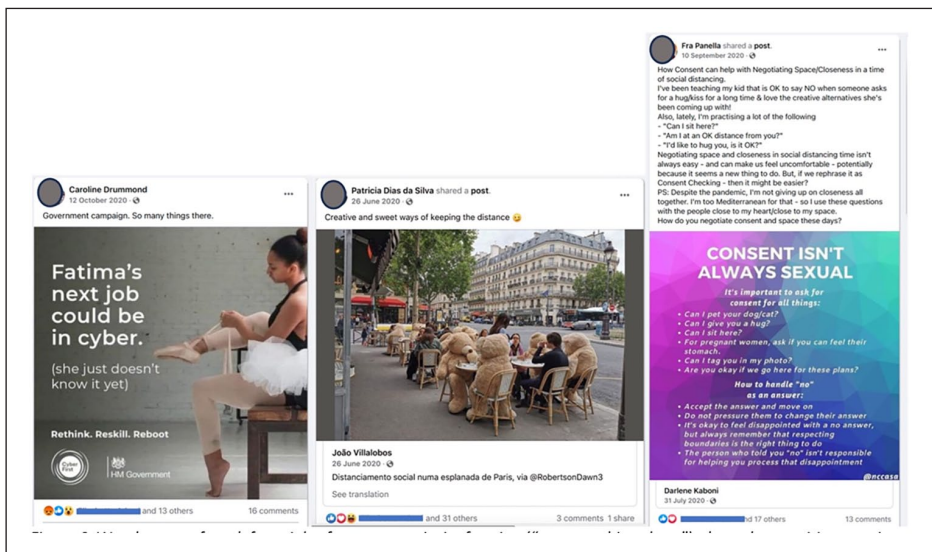 Caroline Drummond
12 October 2020 ·
Government campaign. So many things there.
Fatima's
next job
could be
in cyber.
(she just doesn't
know it yet)
Rethink. Reskill. Reboot
Cyber
First
HM Government
and 13 others
16 comments
Patricia Dias da Silva shared a post.
26 June 2020 ·
Creative and sweet ways of keeping the distance
João Villalobos
26 June 2020 ·
Distanciamento social numa esplanada de Paris, via @RobertsonDawn3
See translation
and 31 others
3 comments 1 share
Fra Panella shared a post.
10 September 2020 ·
How Consent can help with Negotiating Space/Closeness in a time
of social distancing.
I've been teaching my kid that is OK to say NO when someone asks
for a hug/kiss for a long time & love the creative alternatives she's
been coming up with!
Also, lately, I'm practising a lot of the following
- "Can I sit here?"
- "Am I at an OK distance from you?"
- "I'd like to hug you, is it OK?"
Negotiating space and closeness in social distancing time isn't
always easy - and can make us feel uncomfortable - potentially
because it seems a new thing to do. But, if we rephrase it as
Consent Checking - then it might be easier?
PS: Despite the pandemic, I'm not giving up on closeness all
together. I'm too Mediterranean for that - so I use these questions
with the people close to my heart/close to my space.
How do you negotiate consent and space these days?
CONSENT ISN'T
ALWAYS SEXUAL
It's important to ask for
consent for all things:
• Can I pet your dog/cat?
• Can I give you a hug?
• Can I sit here?
• For pregnant women, ask if you can feel their
stomach.
• Can I tag you in my photo?
• Are you okay if we go here for these plans?
How to handle "no"
as an answer:
• Accept the answer and move on
• Do not pressure them to change their answer
• It's okay to feel disappointed with a no answer,
but always remember that respecting
boundaries is the right thing to do
• The person who told you "no" isn't responsible
for helping you process that disappointment
@nccasa
Darlene Kaboni
31 July 2020 ·
nd 17 others
13 comments